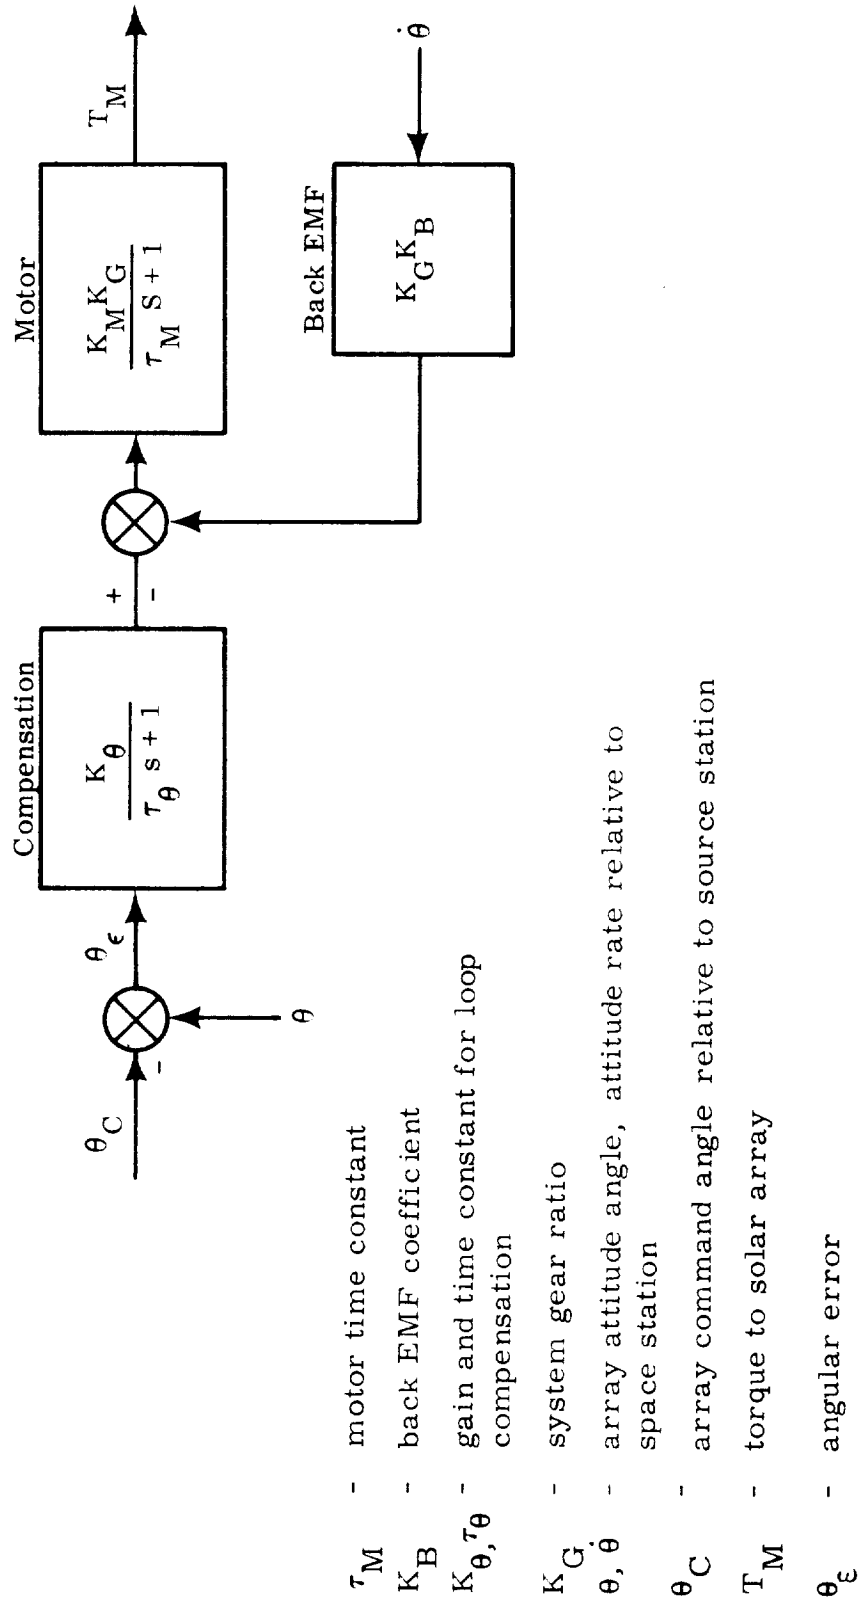 Compensation
Motor
θ_C
-
θ_ϵ
θ
K_θ
τ_θ s + 1
+
-
K_M K_G
τ_M S + 1
T_M
Back EMF
K_G K_B
θ̇
τ_M - motor time constant
K_B - back EMF coefficient
K_θ, τ_θ - gain and time constant for loop
compensation
K_G - system gear ratio
θ, θ̇ - array attitude angle, attitude rate relative to
space station
θ_C - array command angle relative to source station
T_M - torque to solar array
θ_ε - angular error